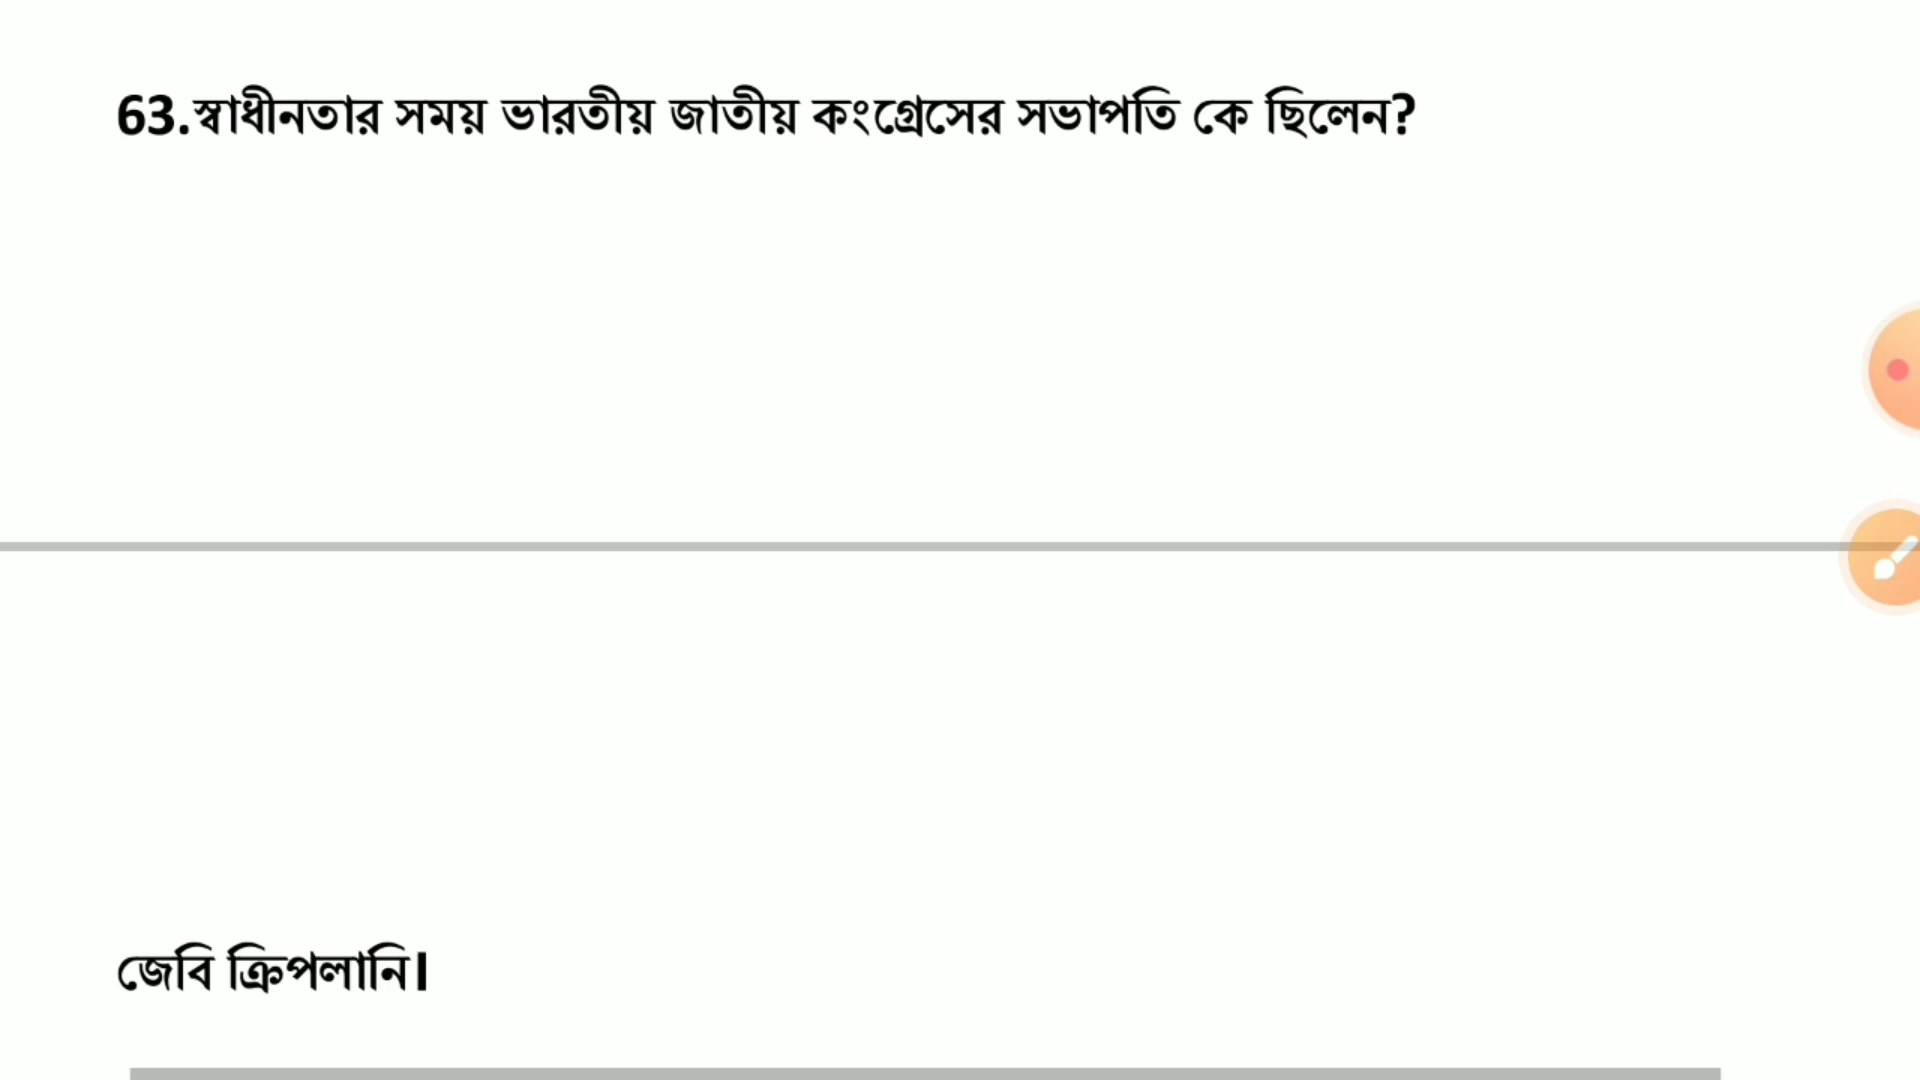 63.স্বাধীনতার সময় ভারতীয় জাতীয় কংগ্রেসের সভাপতি কে ছিলেন?
জেবি ক্রিপলানি।